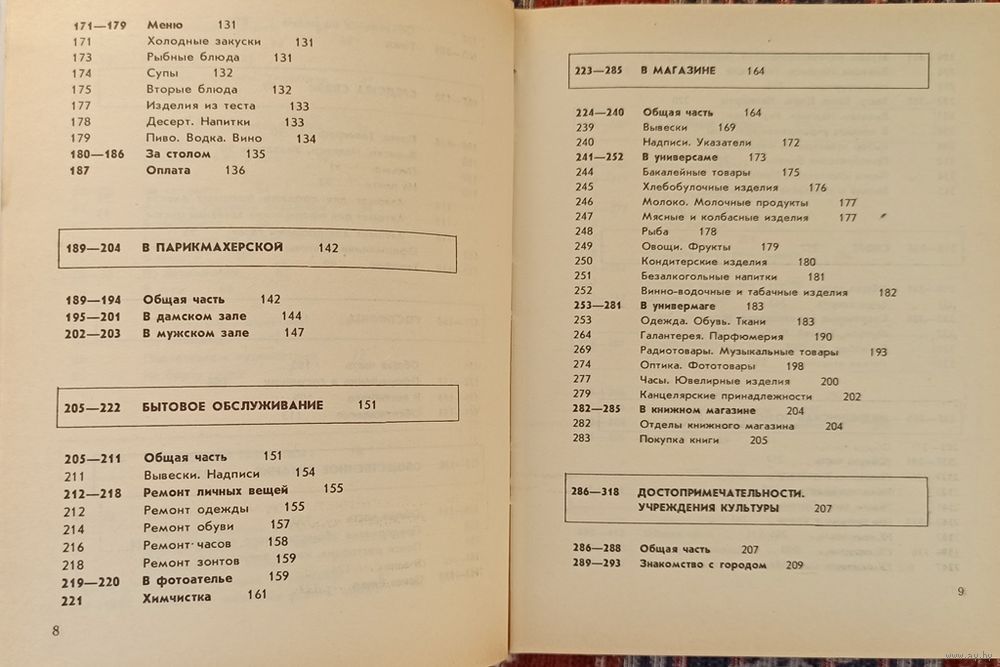 171—179 Меню 131
171 Холодные закуски 131
173 Рыбные блюда 131
174 Супы 132
175 Вторые блюда 132
177 Изделия из теста 133
178 Десерт. Напитки 133
179 Пиво. Водка. Вино 134
180—186 За столом 135
187 Оплата 136
189—204 В ПАРИКМАХЕРСКОЙ 142
189—194 Общая часть 142
195—201 В дамском зале 144
202—203 В мужском зале 147
205—222 БЫТОВОЕ ОБСЛУЖИВАНИЕ 151
205—211 Общая часть 151
211 Вывески. Надписи 154
212—218 Ремонт личных вещей 155
212 Ремонт одежды 155
214 Ремонт обуви 157
216 Ремонт часов 158
218 Ремонт зонтов 159
219—220 В фотоателье 159
221 Химчистка 161
8
223—285 В МАГАЗИНЕ 164
224—240 Общая часть 164
239 Вывески 169
240 Надписи. Указатели 172
241—252 В универсаме 173
244 Бакалейные товары 175
245 Хлебобулочные изделия 176
246 Молоко. Молочные продукты 177
247 Мясные и колбасные изделия 177
248 Рыба 178
249 Овощи. Фрукты 179
250 Кондитерские изделия 180
251 Безалкогольные напитки 181
252 Винно-водочные и табачные изделия 182
253—281 В универмаге 183
253 Одежда. Обувь. Ткани 183
264 Галантерея. Парфюмерия 190
269 Радиотовары. Музыкальные товары 193
274 Оптика. Фототовары 198
277 Часы. Ювелирные изделия 200
279 Канцелярские принадлежности 202
282—285 В книжном магазине 204
282 Отделы книжного магазина 204
283 Покупка книги 205
286—318 ДОСТОПРИМЕЧАТЕЛЬНОСТИ.
УЧРЕЖДЕНИЯ КУЛЬТУРЫ 207
286—288 Общая часть 207
289—293 Знакомство с городом 209
9
www.ay.by